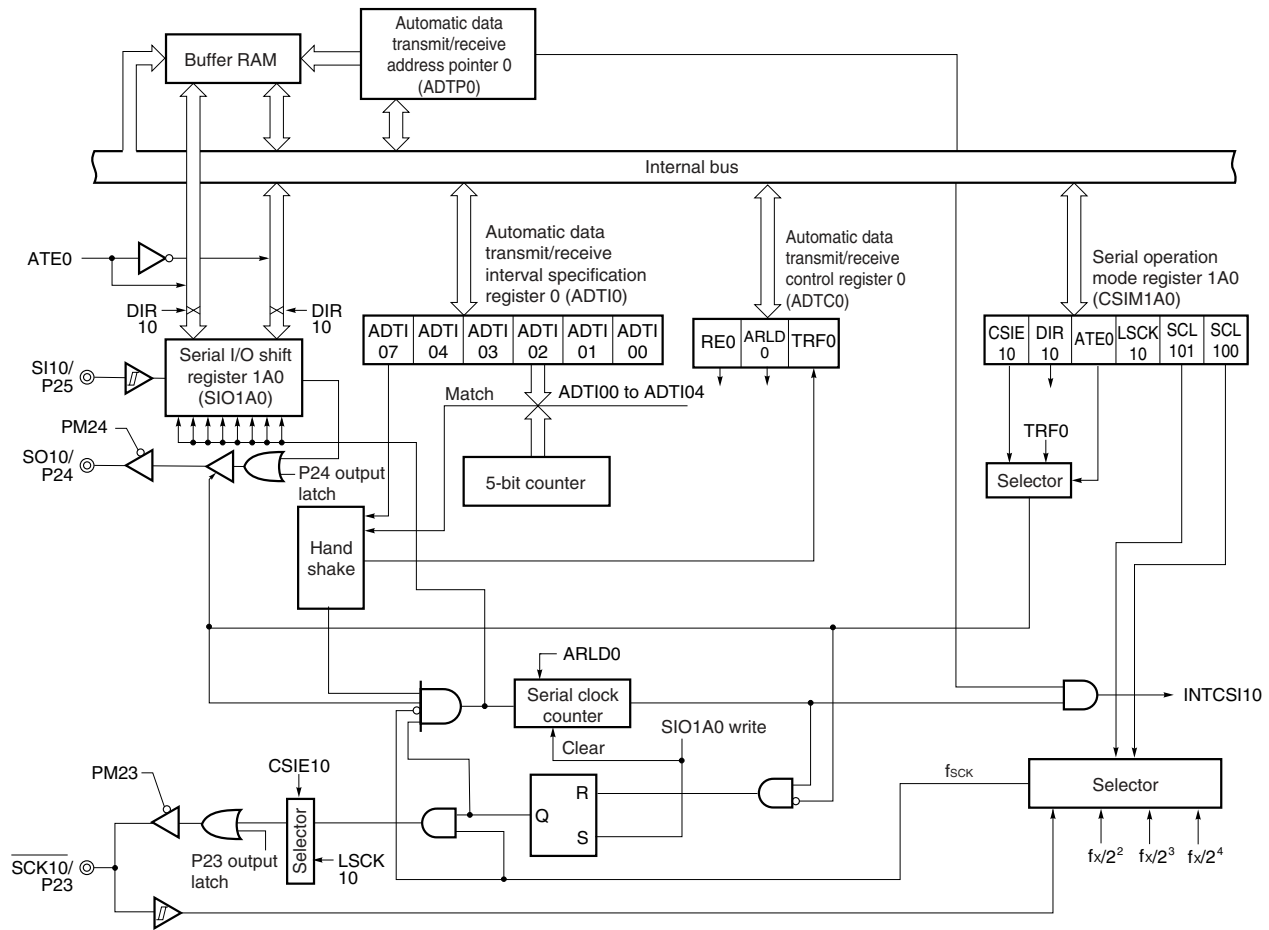 Buffer RAM
Automatic data
transmit/receive
address pointer 0
(ADTP0)
Internal bus
ATE0
DIR
10
DIR
10
Automatic data
transmit/receive
interval specification
register 0 (ADTI0)
Automatic data
transmit/receive
control register 0
(ADTC0)
Serial operation
mode register 1A0
(CSIM1A0)
ADTI
07
ADTI
04
ADTI
03
ADTI
02
ADTI
01
ADTI
00
RE0
ARLD
0
TRF0
CSIE
10
DIR
10
ATE0
LSCK
10
SCL
101
SCL
100
SI10/
P25
Serial I/O shift
register 1A0
(SIO1A0)
Match
ADTI00 to ADTI04
PM24
SO10/
P24
P24 output
latch
5-bit counter
TRF0
Selector
Hand
shake
ARLD0
Serial clock
counter
INTCSI10
SIO1A0 write
Clear
PM23
CSIE10
Selector
Q
R
S
fSCK
Selector
SCK10/
P23
P23 output
latch
LSCK
10
fX/2²
fX/2³
fX/2⁴